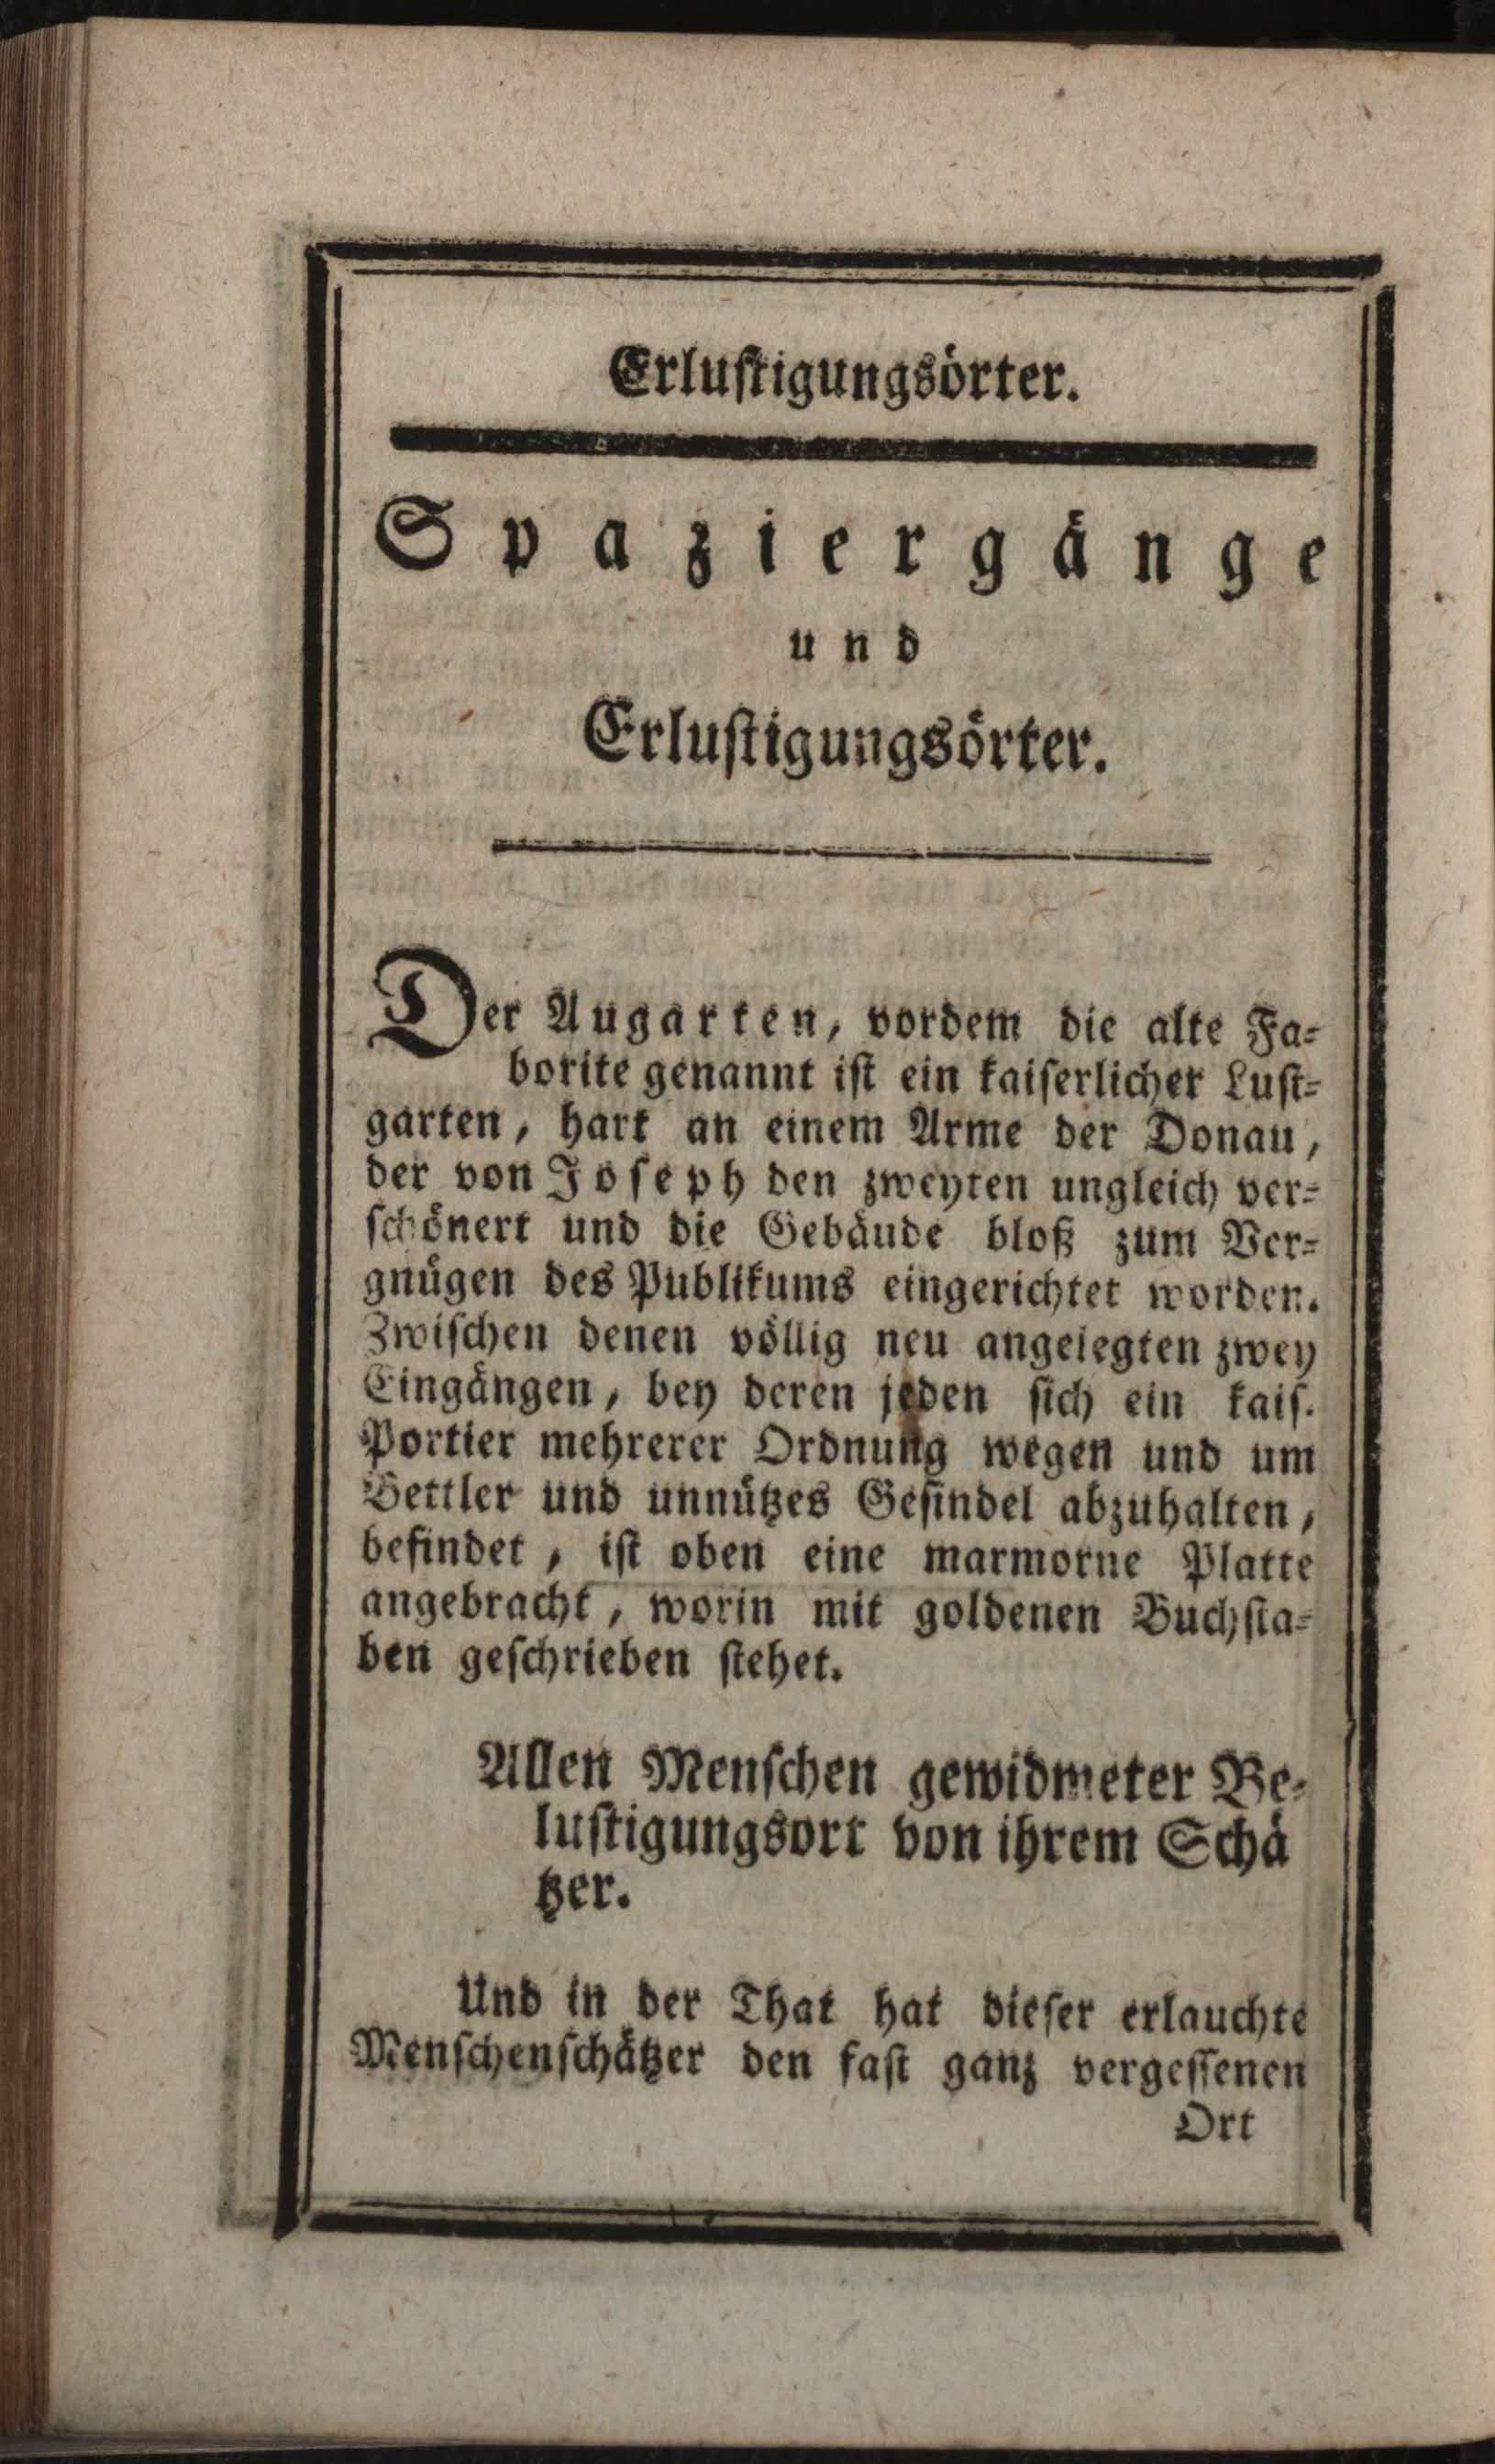 Erlustigungsörter.
Spaziergänge
und
Erlustigungsörter.
Der Augarten, vordem die alte Fa=
borite genannt ist ein kaiserlicher Lust=
garten, hart an einem Arme der Donau,
der von Joseph den zweyten ungleich ver=
schönert und die Gebäude bloß zum Ver=
gnügen des Publikums eingerichtet worden.
Zwischen denen völlig neu angelegten zwey
Eingängen, bey deren jeden sich ein kais.
Portier mehrerer Ordnung wegen und um
Bettler und unnützes Gesindel abzuhalten,
befindet, ist oben eine marmorne Platte
angebracht, worin mit goldenen Buchsta=
ben geschrieben stehet.
Allen Menschen gewidmeter Be=
lustigungsort von ihrem Schä
tzer.
Und in der That hat dieser erlauchte
Menschenschätzer den fast ganz vergessenen
Ort